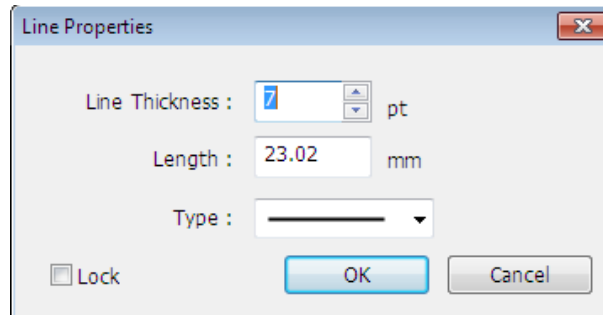 Line Properties
Line Thickness : 7 pt
Length : 23.02 mm
Type :
Lock OK Cancel